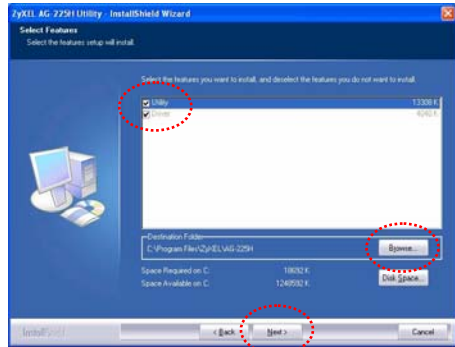 ZyXEL AG-225H Utility - InstallShield Wizard
Select Features
Select the features setup will install.
Select the features you want to install, and deselect the features you do not want to install.
Utility 13308 K
Driver 4040 K
Destination Folder
C:\Program Files\ZyXEL\AG-225H
Browse...
Space Required on C: 18692 K
Space Available on C: 1248592 K
Disk Space...
InstallShield
< Back
Next >
Cancel